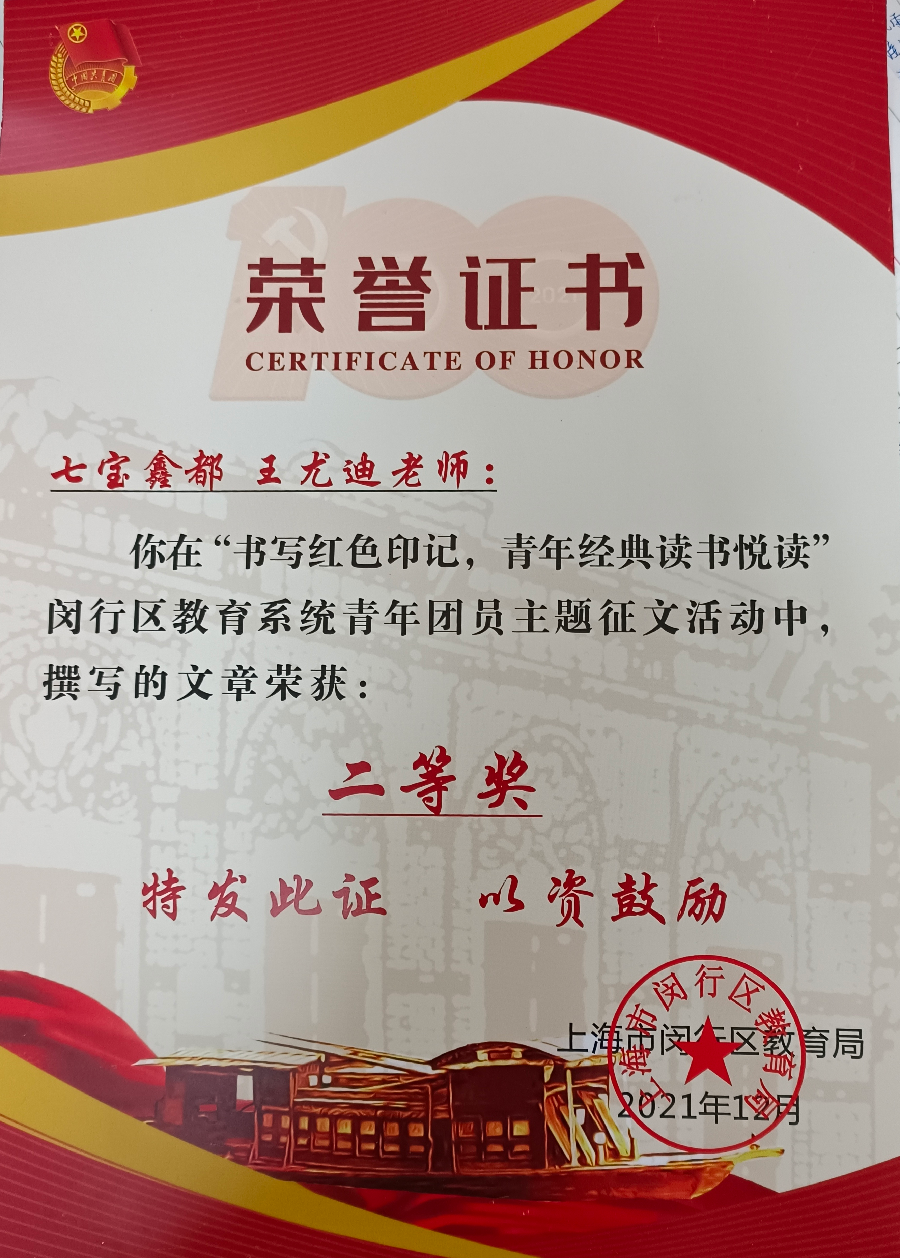 中国共青团
100
2021
荣誉证书
CERTIFICATE OF HONOR
七宝鑫都 王尤迪老师:
你在“书写红色印记,青年经典读书悦读”
闵行区教育系统青年团员主题征文活动中,
撰写的文章荣获:
二等奖
特发此证 以资鼓励
上海市闵行区教育局
2021年12月
上海市闵行区教育局